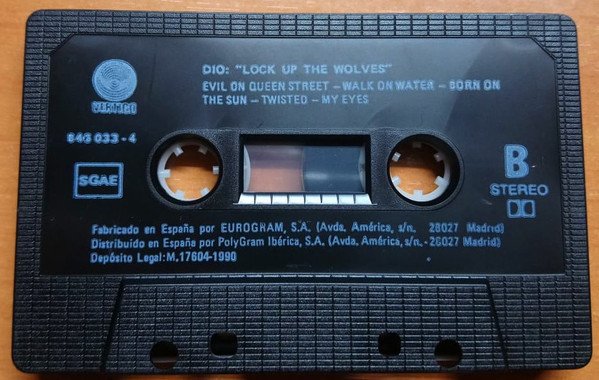 DIO: "LOCK UP THE WOLVES"
EVIL ON QUEEN STREET – WALK ON WATER – BORN ON
THE SUN – TWISTED – MY EYES
VERTIGO
846 033 - 4
SGAE
B
STEREO
Fabricado en España por EUROGRAM, S.A. (Avda. América, s/n. 28027 Madrid)
Distribuido en España por PolyGram Ibérica, S.A. (Avda. América, s/n. - 28027 Madrid)
Depósito Legal: M.17604-1990